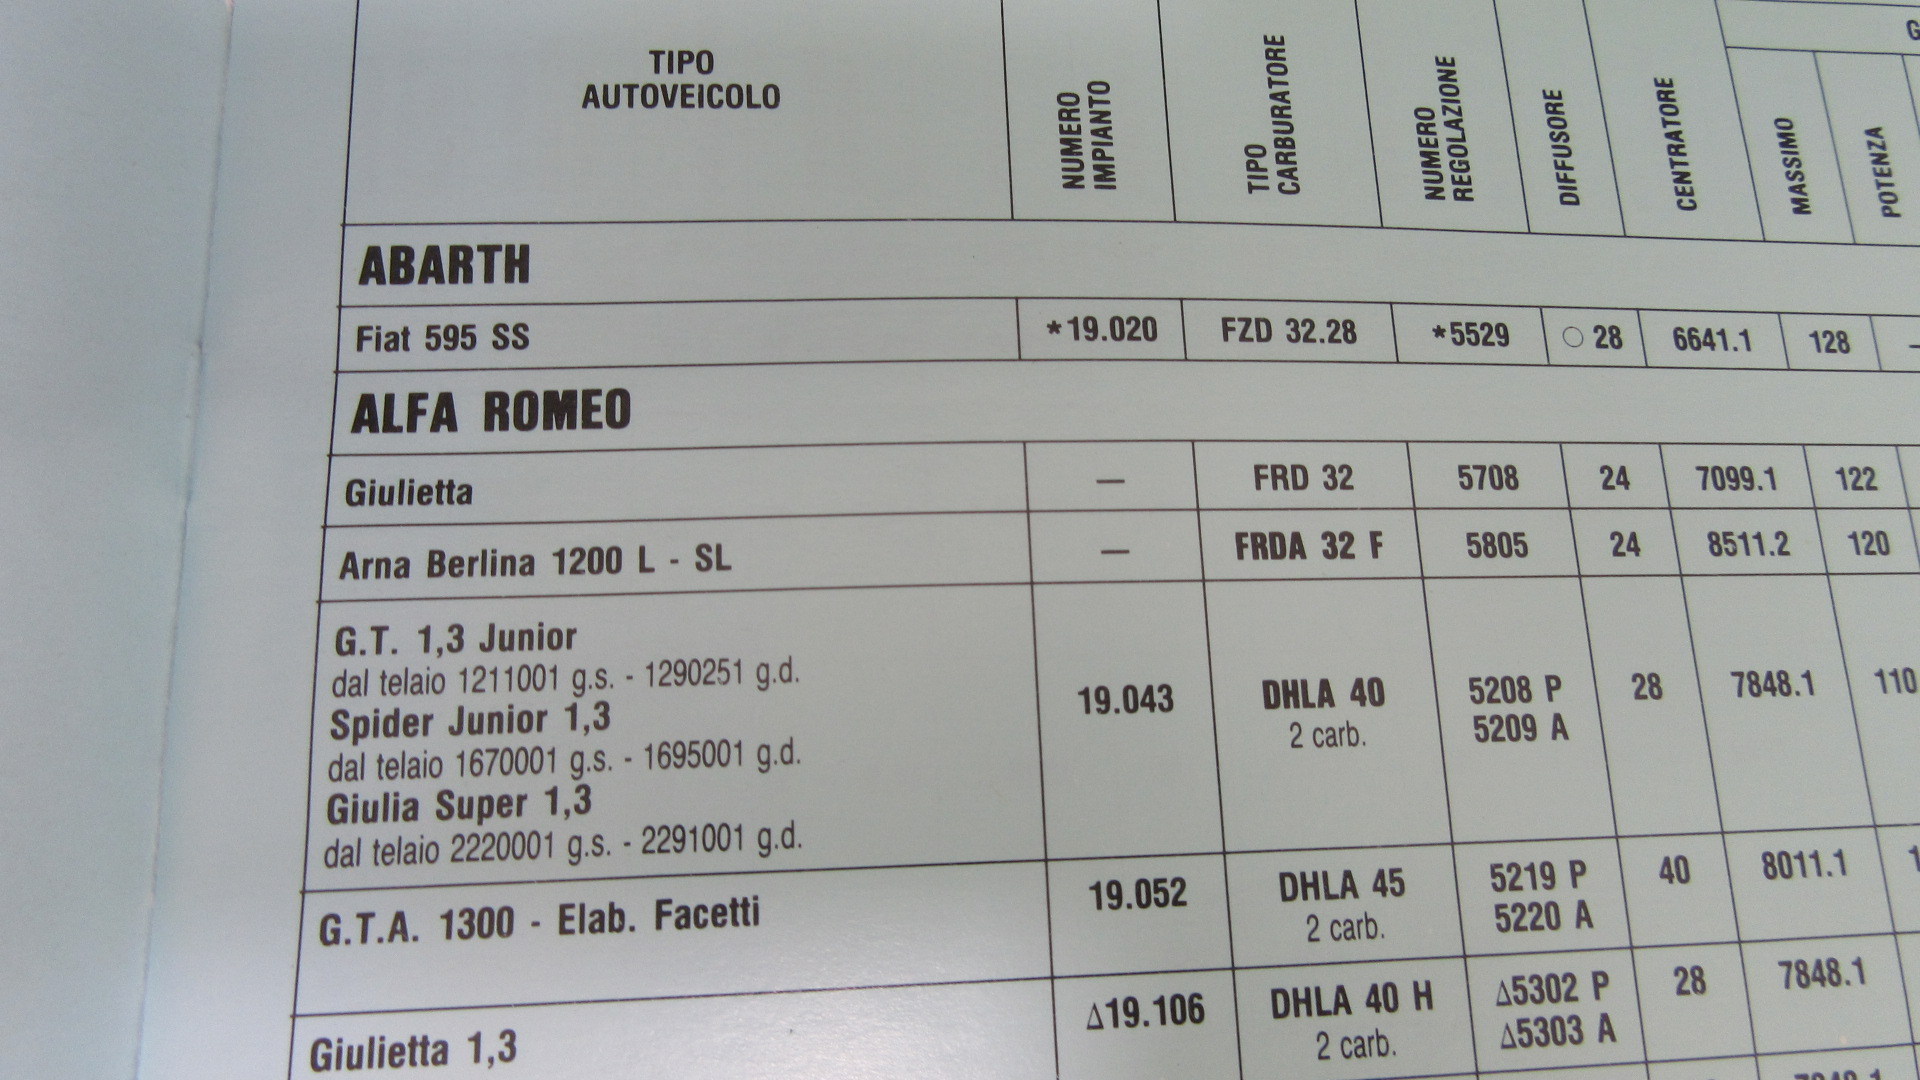 TIPO
AUTOVEICOLO
NUMERO
IMPIANTO
TIPO
CARBURATORE
NUMERO
REGOLAZIONE
DIFFUSORE
CENTRATORE
MASSIMO
POTENZA
ABARTH
Fiat 595 SS *19.020 FZD 32.28 *5529 ○ 28 6641.1 128 –
ALFA ROMEO
Giulietta — FRD 32 5708 24 7099.1 122
Arna Berlina 1200 L - SL — FRDA 32 F 5805 24 8511.2 120
G.T. 1,3 Junior
dal telaio 1211001 g.s. - 1290251 g.d.
Spider Junior 1,3
dal telaio 1670001 g.s. - 1695001 g.d.
Giulia Super 1,3
dal telaio 2220001 g.s. - 2291001 g.d.
19.043 DHLA 40 5208 P 28 7848.1 110
2 carb. 5209 A
G.T.A. 1300 - Elab. Facetti 19.052 DHLA 45 5219 P 40 8011.1
2 carb. 5220 A
Giulietta 1,3 Δ19.106 DHLA 40 H Δ5302 P 28 7848.1
2 carb. Δ5303 A